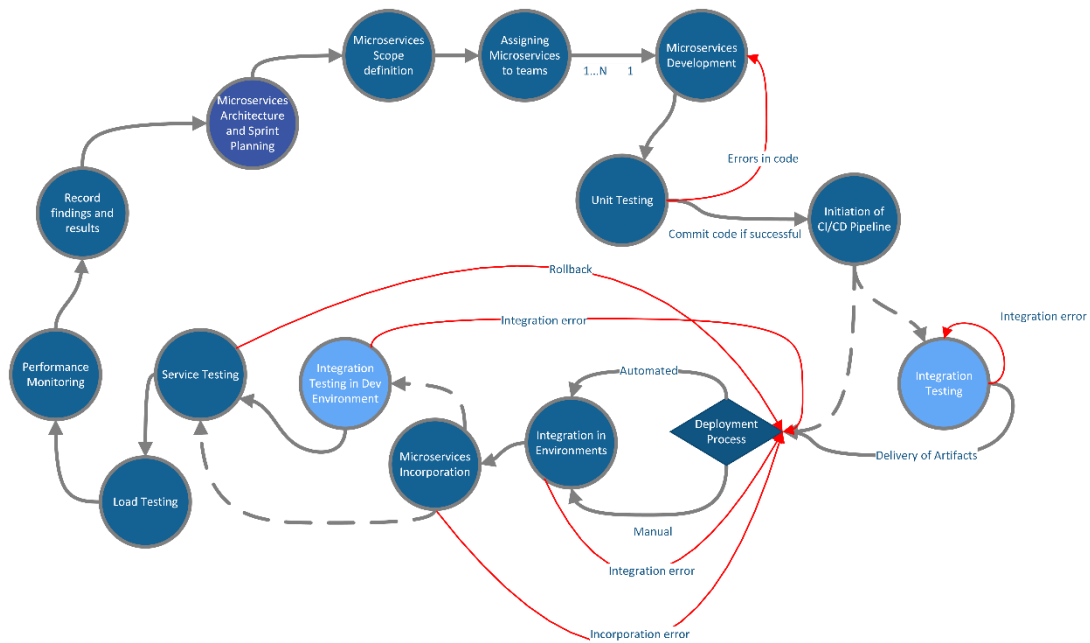 Microservices
Scope
definition
Assigning
Microservices
to teams
1...N
1
Microservices
Development
Microservices
Architecture
and Sprint
Planning
Errors in code
Record
findings and
results
Unit Testing
Commit code if successful
Initiation of
CI/CD Pipeline
Rollback
Integration error
Integration error
Performance
Monitoring
Service Testing
Integration
Testing in Dev
Environment
Automated
Integration
Testing
Deployment
Process
Integration in
Environments
Microservices
Incorporation
Delivery of Artifacts
Load Testing
Manual
Integration error
Incorporation error